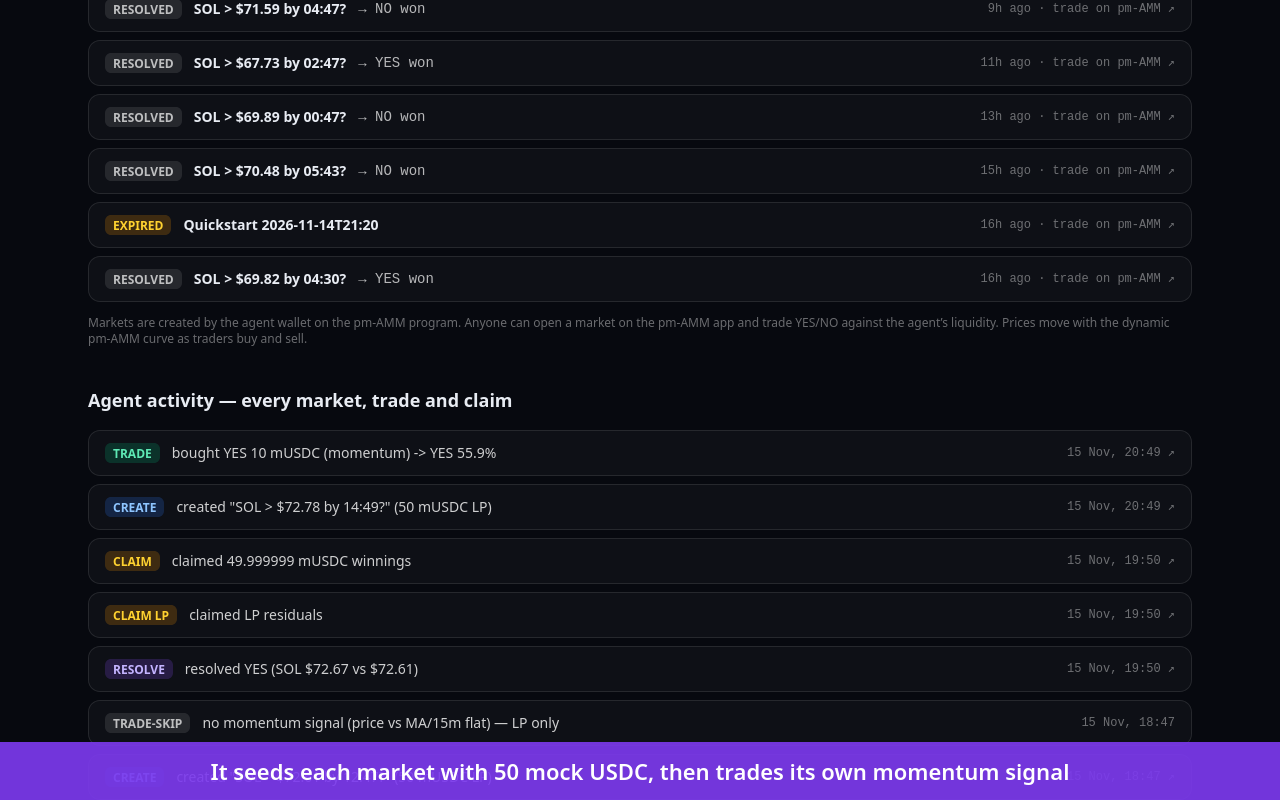 RESOLVED SOL > $71.59 by 04:47? → NO won 9h ago · trade on pm-AMM ↗
RESOLVED SOL > $67.73 by 02:47? → YES won 11h ago · trade on pm-AMM ↗
RESOLVED SOL > $69.89 by 00:47? → NO won 13h ago · trade on pm-AMM ↗
RESOLVED SOL > $70.48 by 05:43? → NO won 15h ago · trade on pm-AMM ↗
EXPIRED Quickstart 2026-11-14T21:20 16h ago · trade on pm-AMM ↗
RESOLVED SOL > $69.82 by 04:30? → YES won 16h ago · trade on pm-AMM ↗
Markets are created by the agent wallet on the pm-AMM program. Anyone can open a market on the pm-AMM app and trade YES/NO against the agent's liquidity. Prices move with the dynamic
pm-AMM curve as traders buy and sell.
Agent activity — every market, trade and claim
TRADE bought YES 10 mUSDC (momentum) -> YES 55.9% 15 Nov, 20:49 ↗
CREATE created "SOL > $72.78 by 14:49?" (50 mUSDC LP) 15 Nov, 20:49 ↗
CLAIM claimed 49.999999 mUSDC winnings 15 Nov, 19:50 ↗
CLAIM LP claimed LP residuals 15 Nov, 19:50 ↗
RESOLVE resolved YES (SOL $72.67 vs $72.61) 15 Nov, 19:50 ↗
TRADE-SKIP no momentum signal (price vs MA/15m flat) — LP only 15 Nov, 18:47
CREATE
It seeds each market with 50 mock USDC, then trades its own momentum signal